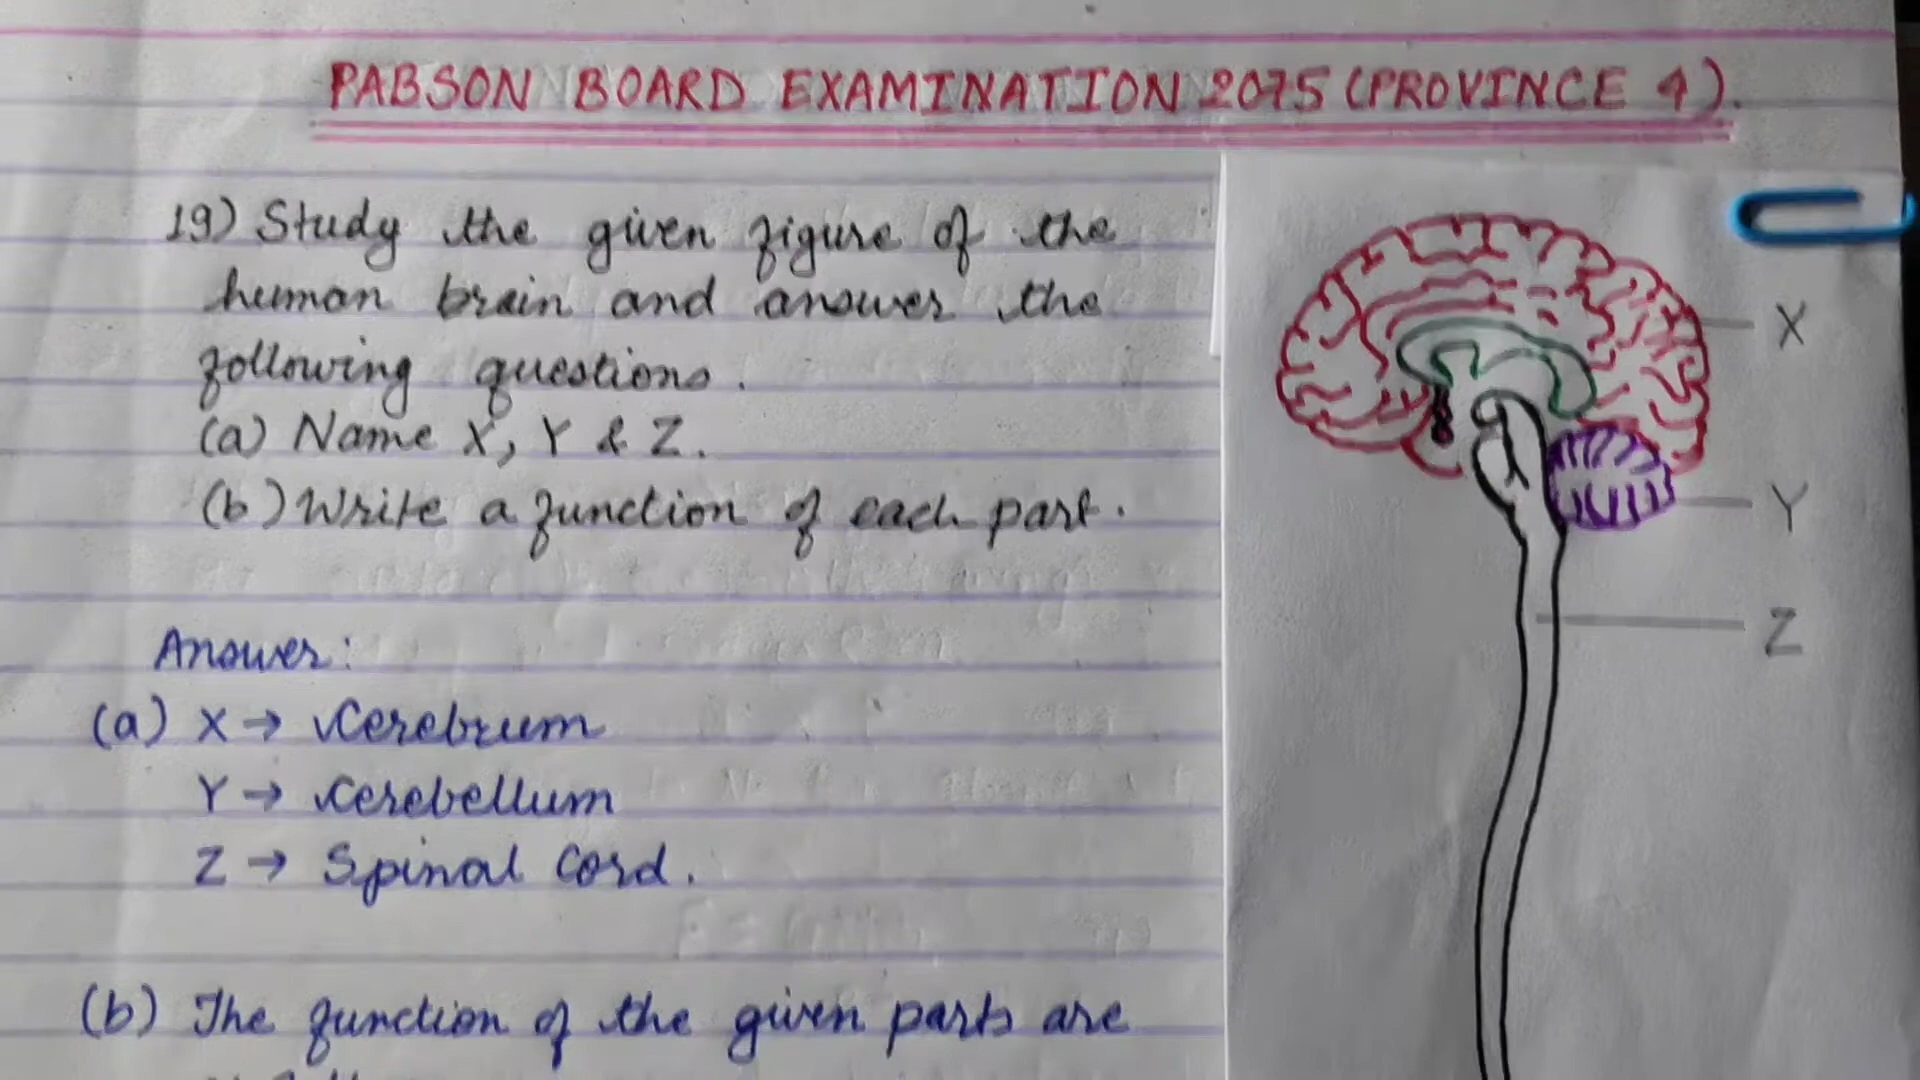 PABSON BOARD EXAMINATION 2075 (PROVINCE 4).
19) Study the given figure of the
human brain and answer the
following questions.
(a) Name X, Y & Z.
(b) Write a function of each part.
X
Y
Z
Answer:
(a) X → Cerebrum
Y → Cerebellum
Z → Spinal Cord.
(b) The function of the given parts are